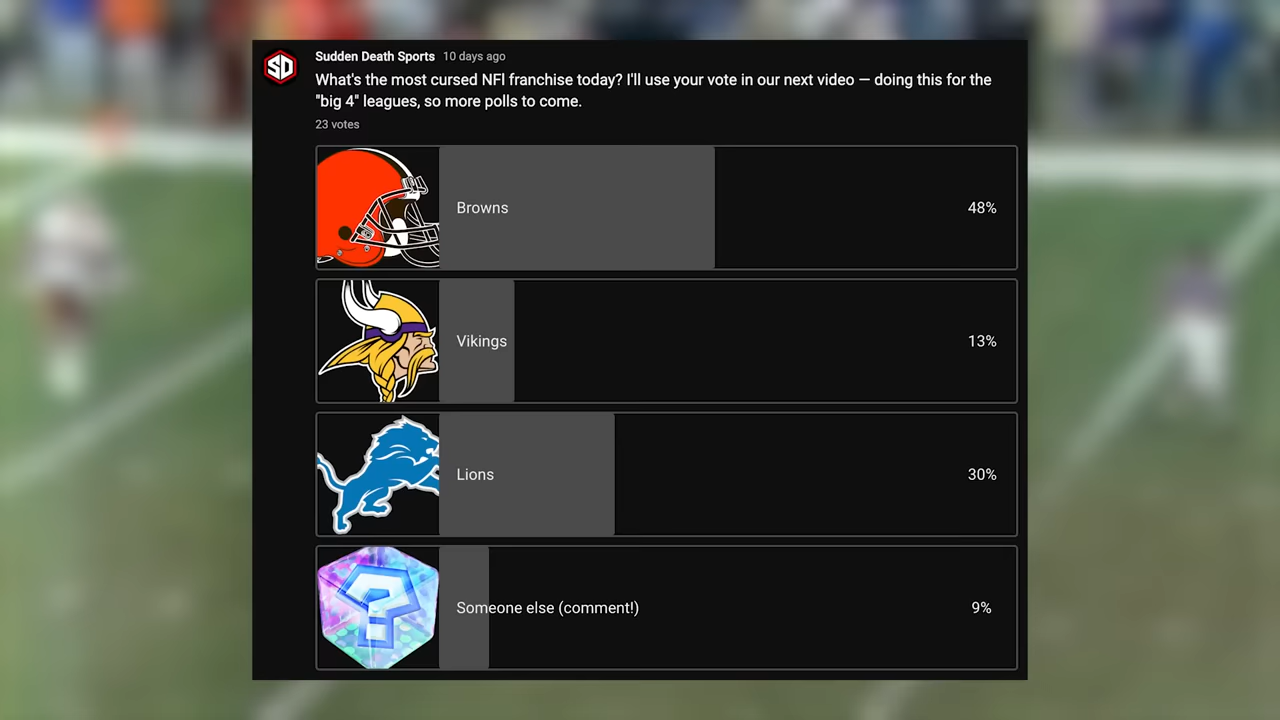 SD
Sudden Death Sports 10 days ago
What's the most cursed NFl franchise today? I'll use your vote in our next video — doing this for the
"big 4" leagues, so more polls to come.
23 votes
Browns 48%
Vikings 13%
Lions 30%
?
Someone else (comment!) 9%